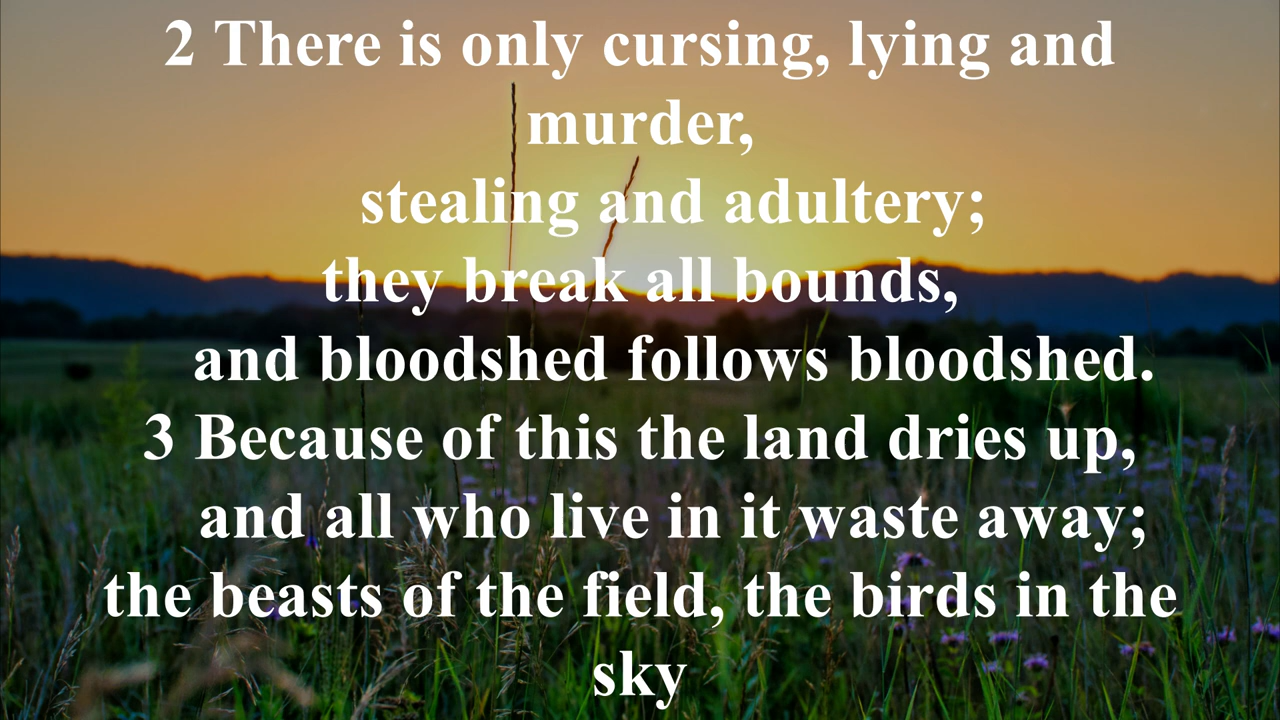 2 There is only cursing, lying and
murder,
stealing and adultery;
they break all bounds,
and bloodshed follows bloodshed.
3 Because of this the land dries up,
and all who live in it waste away;
the beasts of the field, the birds in the
sky